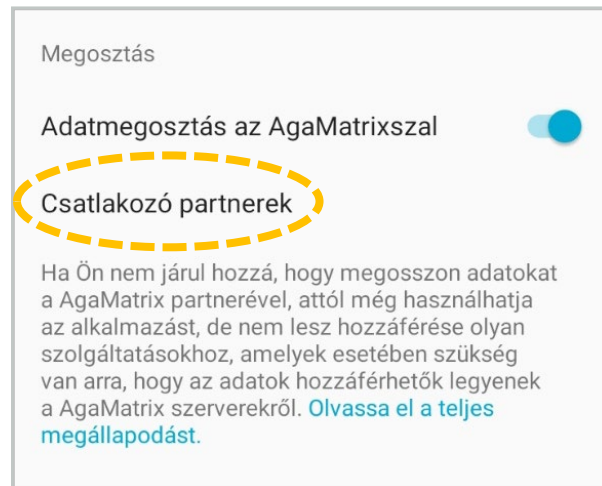 Megosztás
Adatmegosztás az AgaMatrixszal
Csatlakozó partnerek
Ha Ön nem járul hozzá, hogy megosszon adatokat
a AgaMatrix partnerével, attól még használhatja
az alkalmazást, de nem lesz hozzáférése olyan
szolgáltatásokhoz, amelyek esetében szükség
van arra, hogy az adatok hozzáférhetők legyenek
a AgaMatrix szerverekről. Olvassa el a teljes
megállapodást.